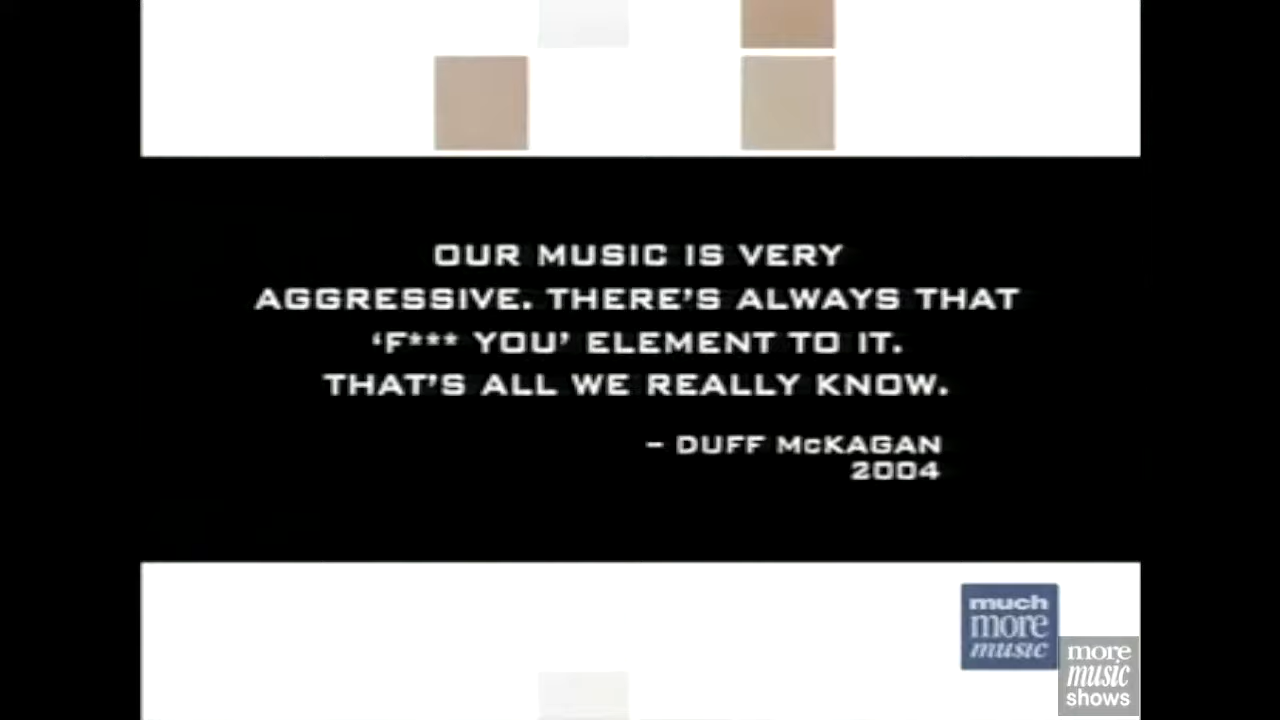 OUR MUSIC IS VERY
AGGRESSIVE. THERE'S ALWAYS THAT
'F*** YOU' ELEMENT TO IT.
THAT'S ALL WE REALLY KNOW.
– DUFF McKAGAN
2004
much
more
music
more
music
shows